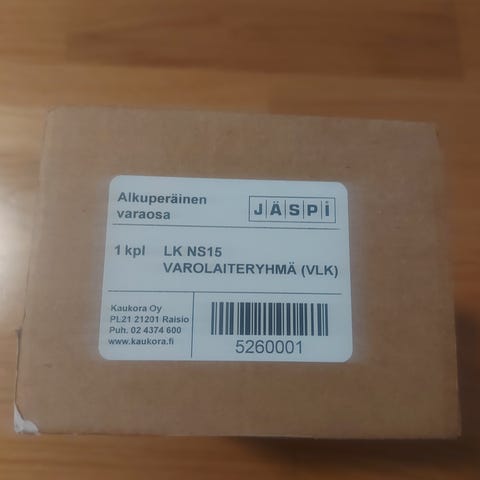 Alkuperäinen
varaosa
JÄSPI
1 kpl LK NS15
VAROLAITERYHMÄ (VLK)
Kaukora Oy
PL21 21201 Raisio
Puh. 02 4374 600
www.kaukora.fi
5260001